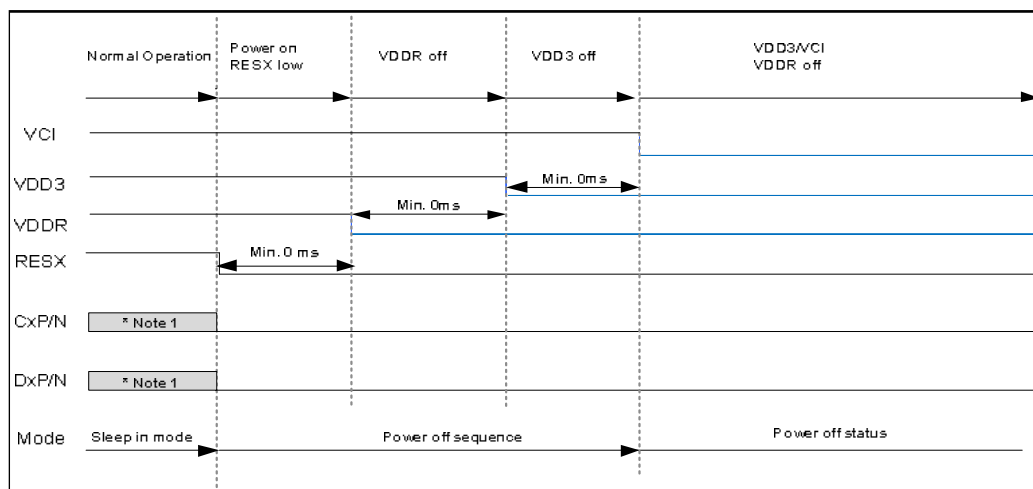 Normal Operation
Power on
RESX low
VDDR off
VDD3 off
VDD3/VCI
VDDR off
VCI
VDD3
Min. 0ms
VDDR
Min. 0ms
RESX
Min. 0 ms
CxP/N
* Note 1
DxP/N
* Note 1
Mode
Sleep in mode
Power off sequence
Power off status